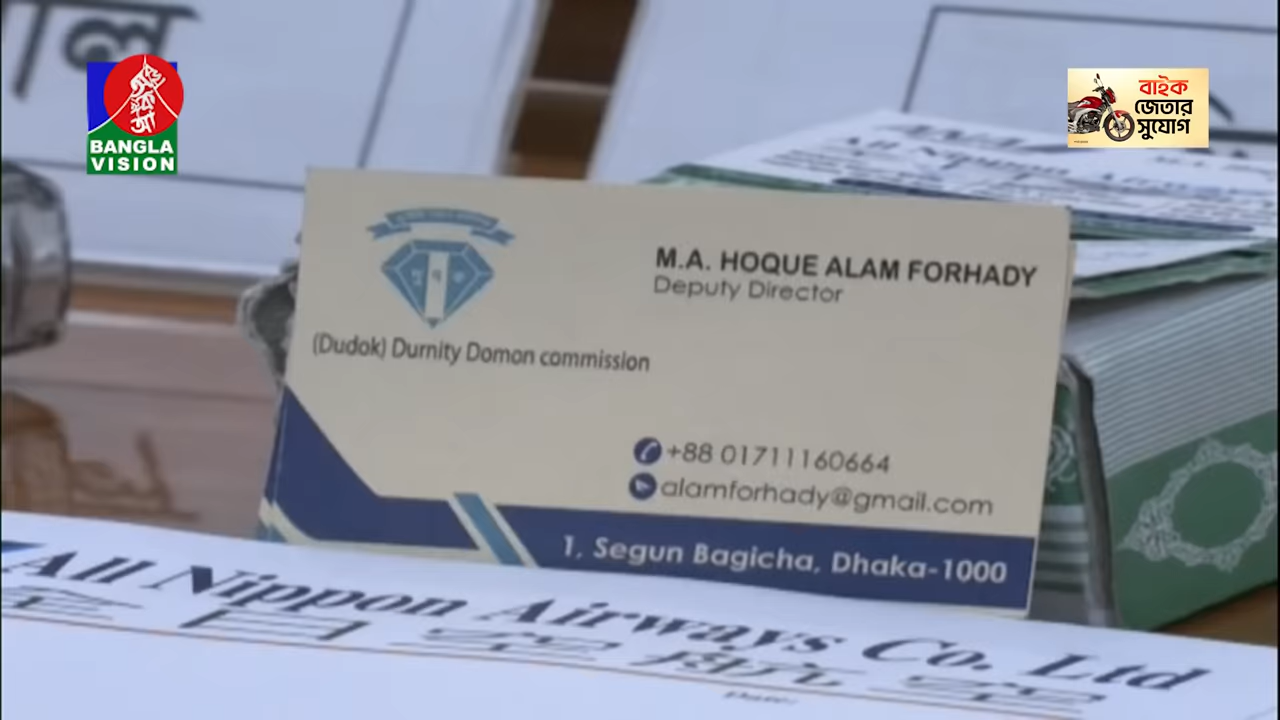 BANGLA
VISION
বাইক
জেতার
সুযোগ
M.A. HOQUE ALAM FORHADY
Deputy Director
(Dudok) Durnity Domon commission
+88 01711160664
alamforhady@gmail.com
1, Segun Bagicha, Dhaka-1000
All Nippon Airways Co. Ltd
Date: